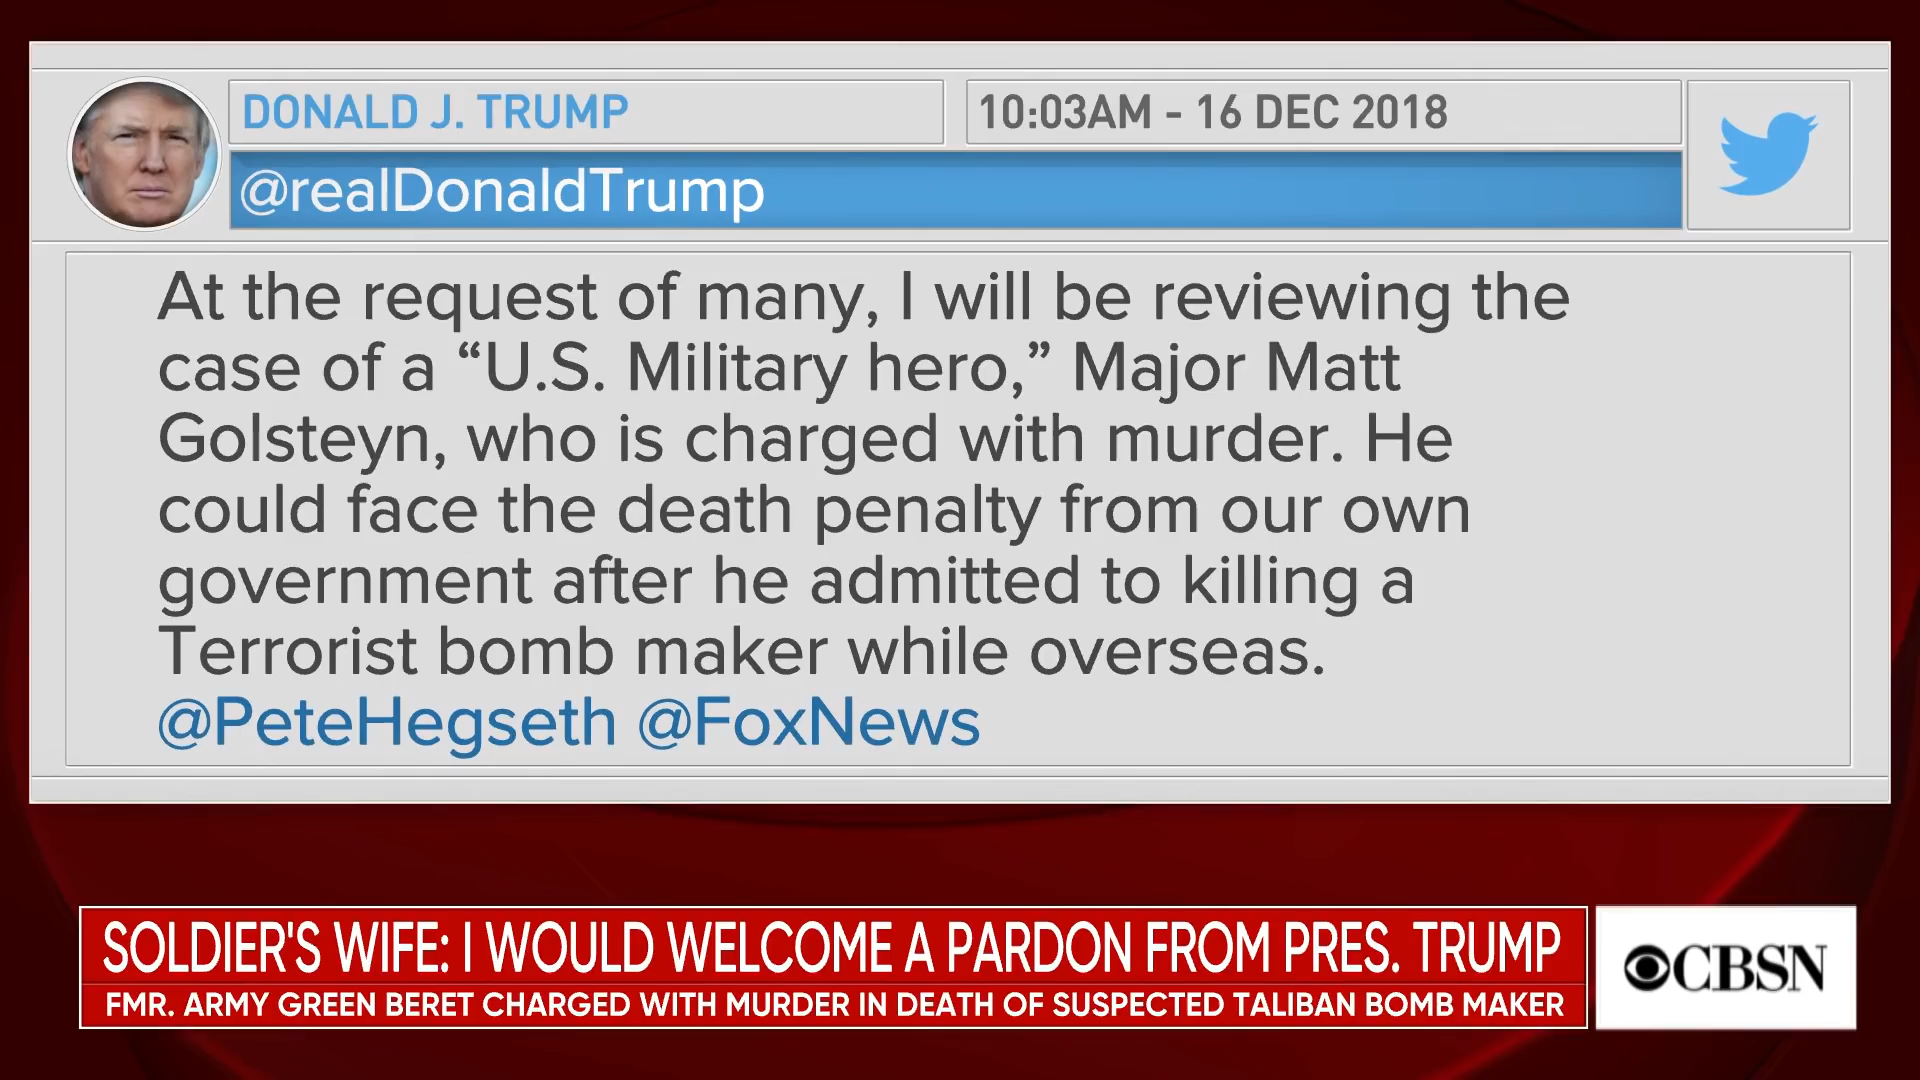 DONALD J. TRUMP
10:03AM - 16 DEC 2018
@realDonaldTrump
At the request of many, I will be reviewing the
case of a “U.S. Military hero,” Major Matt
Golsteyn, who is charged with murder. He
could face the death penalty from our own
government after he admitted to killing a
Terrorist bomb maker while overseas.
@PeteHegseth @FoxNews
SOLDIER'S WIFE: I WOULD WELCOME A PARDON FROM PRES. TRUMP
FMR. ARMY GREEN BERET CHARGED WITH MURDER IN DEATH OF SUSPECTED TALIBAN BOMB MAKER
CBSN